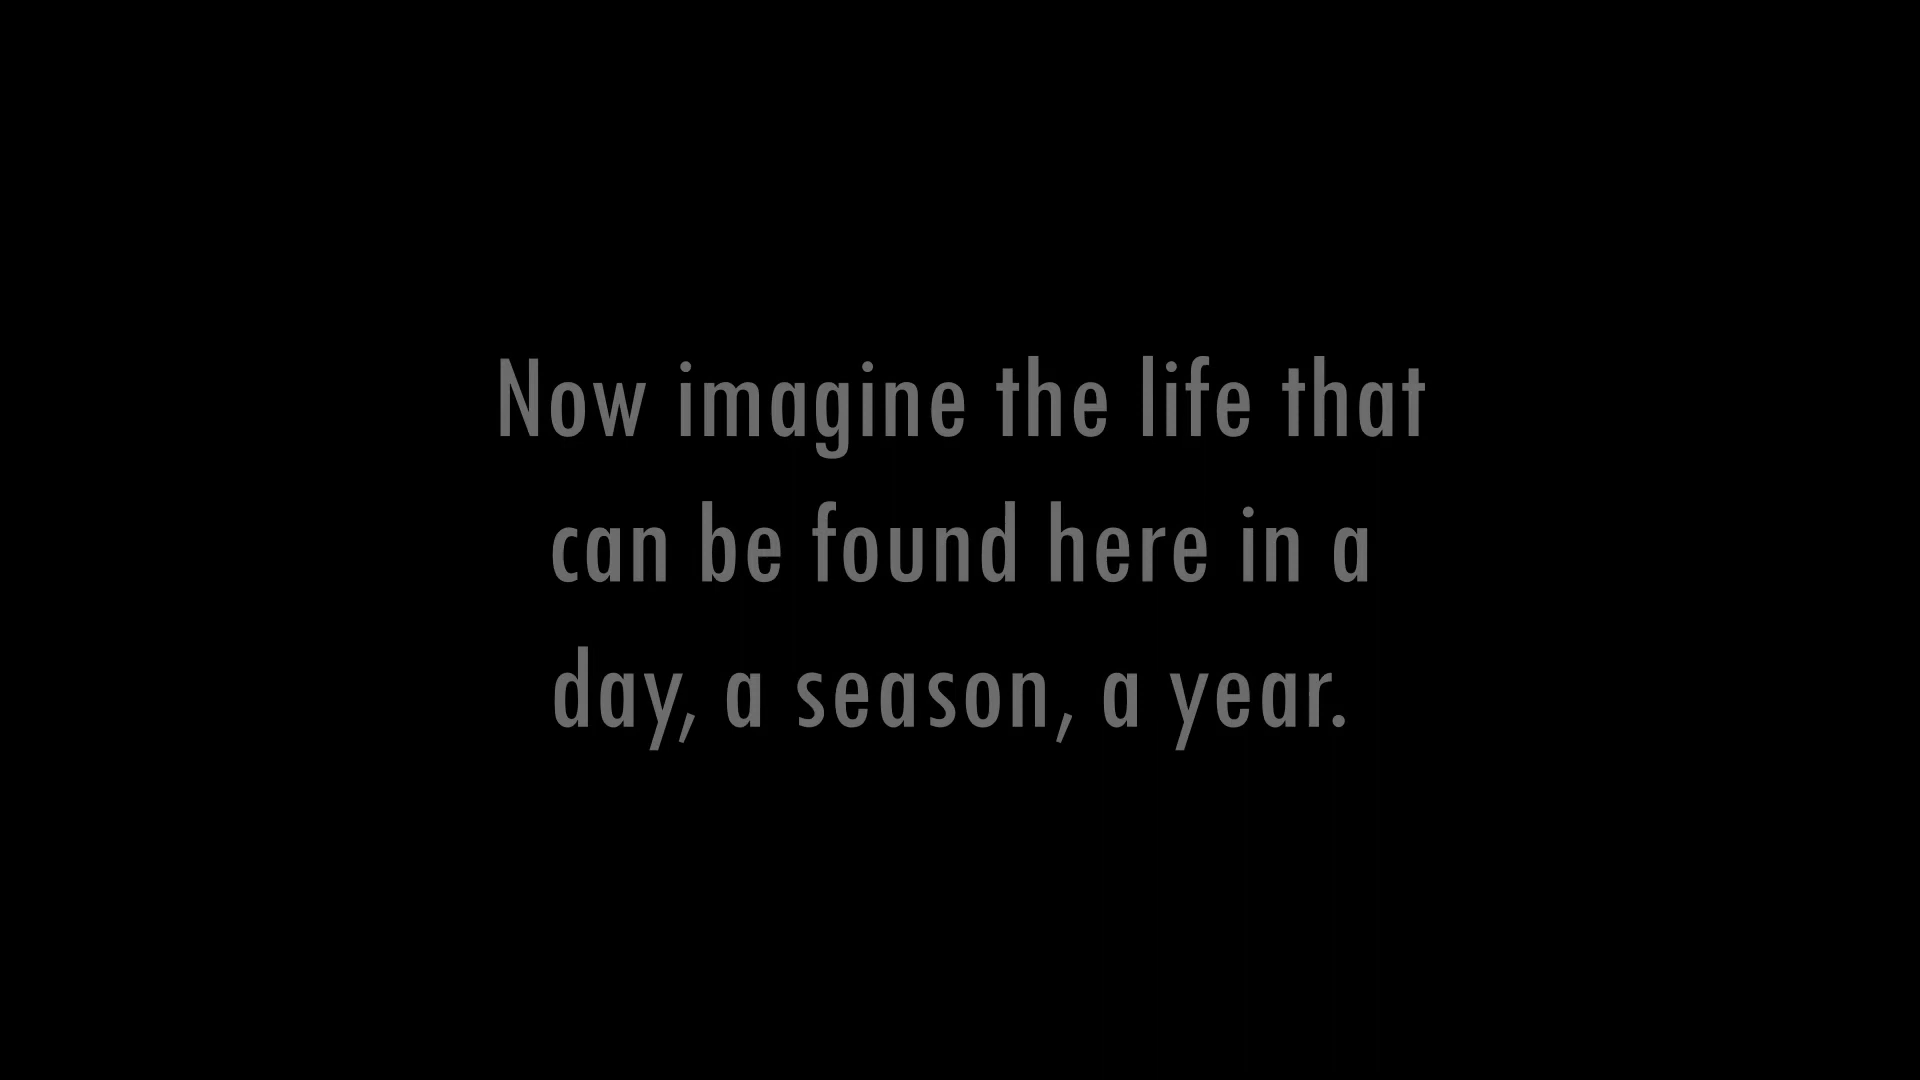 Now imagine the life that
can be found here in a
day, a season, a year.